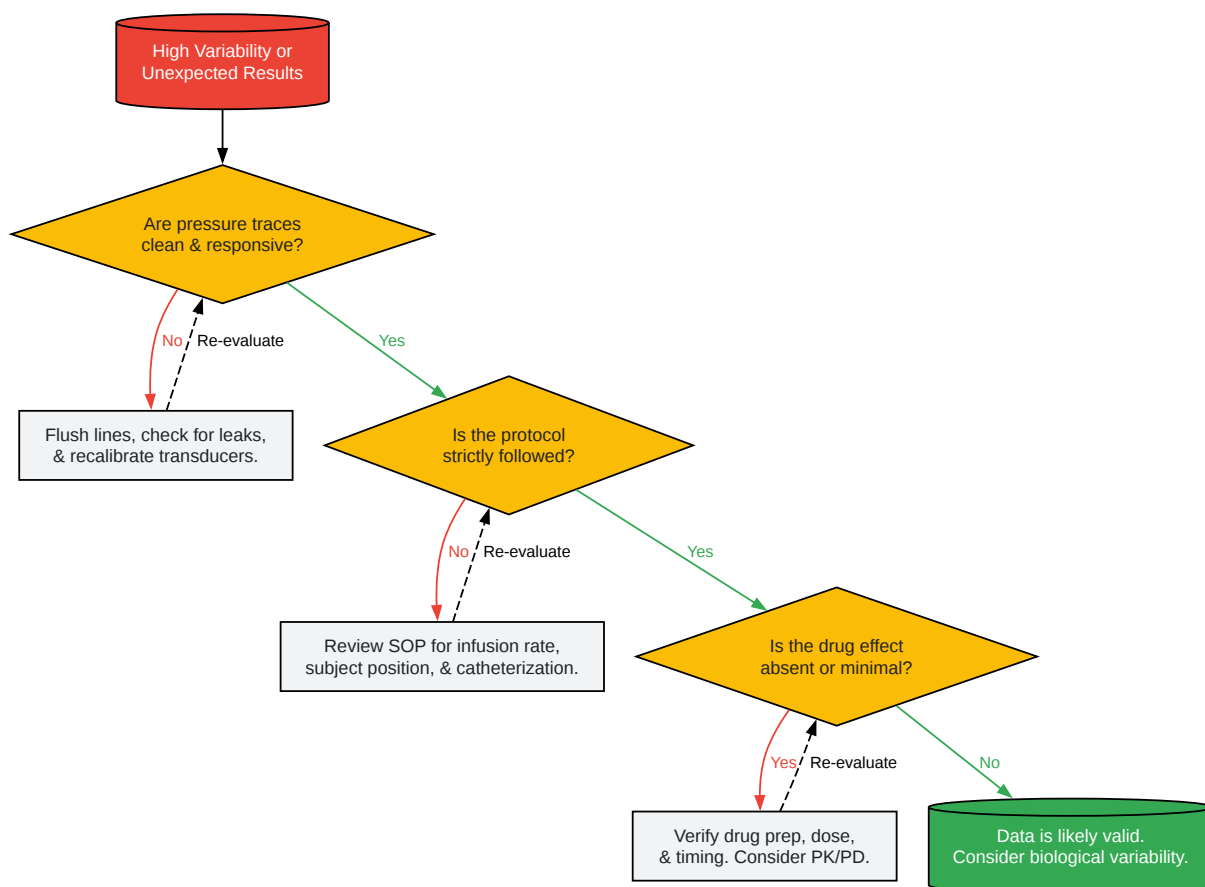 High Variability or
Unexpected Results
Are pressure traces
clean & responsive?
No
Re-evaluate
Yes
Flush lines, check for leaks,
& recalibrate transducers.
Is the protocol
strictly followed?
No
Re-evaluate
Yes
Review SOP for infusion rate,
subject position, & catheterization.
Is the drug effect
absent or minimal?
Yes
Re-evaluate
No
Verify drug prep, dose,
& timing. Consider PK/PD.
Data is likely valid.
Consider biological variability.